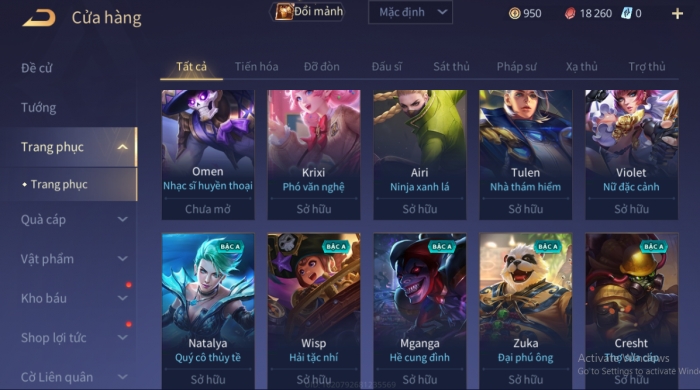 Cửa hàng
Đổi mảnh
Mặc định
950
18 260
0
Đề cử
Tướng
Trang phục
Trang phục
Quà cáp
Vật phẩm
Kho báu
Shop lợi tức
Cờ Liên quân
Tất cả
Tiến hóa
Đỡ đòn
Đấu sĩ
Sát thủ
Pháp sư
Xạ thủ
Trợ thủ
Omen
Nhạc sĩ huyền thoại
Chưa mở
Krixi
Phó văn nghệ
Sở hữu
Airi
Ninja xanh lá
Sở hữu
Tulen
Nhà thám hiểm
Sở hữu
Violet
Nữ đặc cảnh
Sở hữu
BẬC A
Natalya
Quý cô thủy tề
Sở hữu
BẬC A
Wisp
Hải tặc nhí
Sở hữu
BẬC A
Mganga
Hề cung đình
Sở hữu
BẬC A
Zuka
Đại phú ông
Sở hữu
BẬC A
Cresht
Sở hữu
Activate Windows
Go to Settings to activate Wind